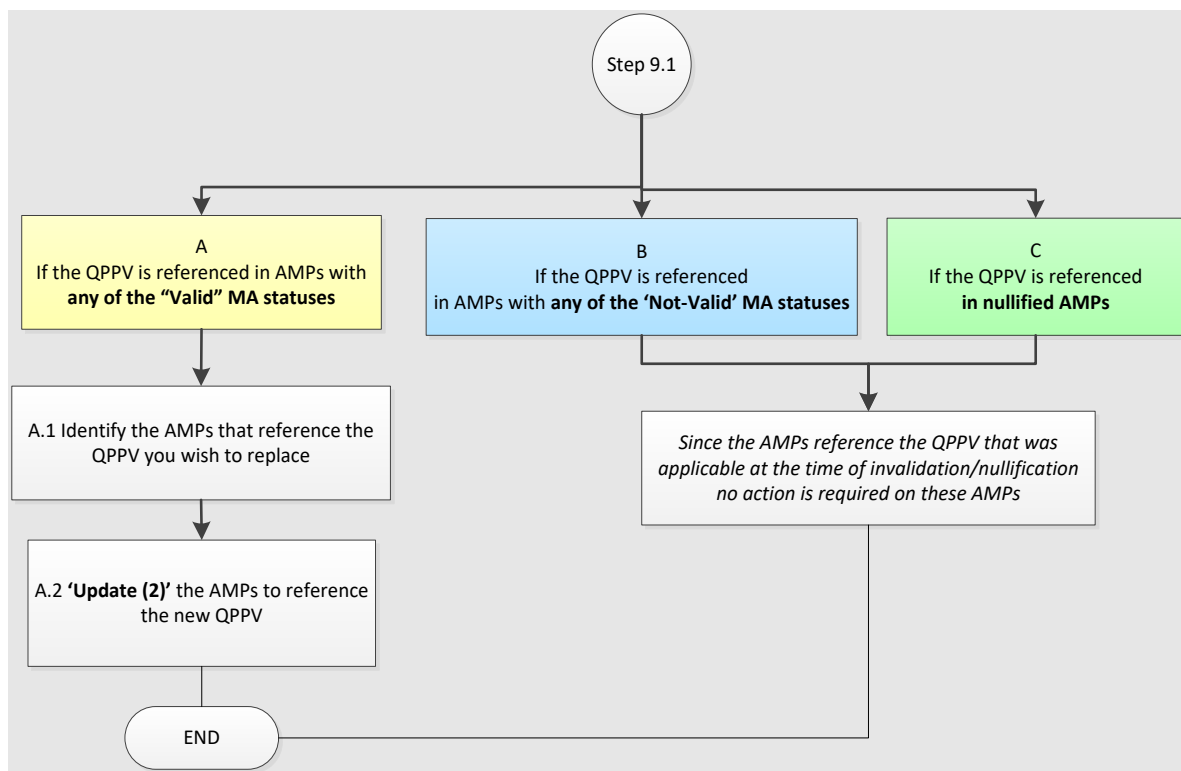 Step 9.1
A
If the QPPV is referenced in AMPs with
any of the “Valid” MA statuses
B
If the QPPV is referenced
in AMPs with any of the ‘Not-Valid’ MA statuses
C
If the QPPV is referenced
in nullified AMPs
A.1 Identify the AMPs that reference the
QPPV you wish to replace
Since the AMPs reference the QPPV that was
applicable at the time of invalidation/nullification
no action is required on these AMPs
A.2 ‘Update (2)’ the AMPs to reference
the new QPPV
END